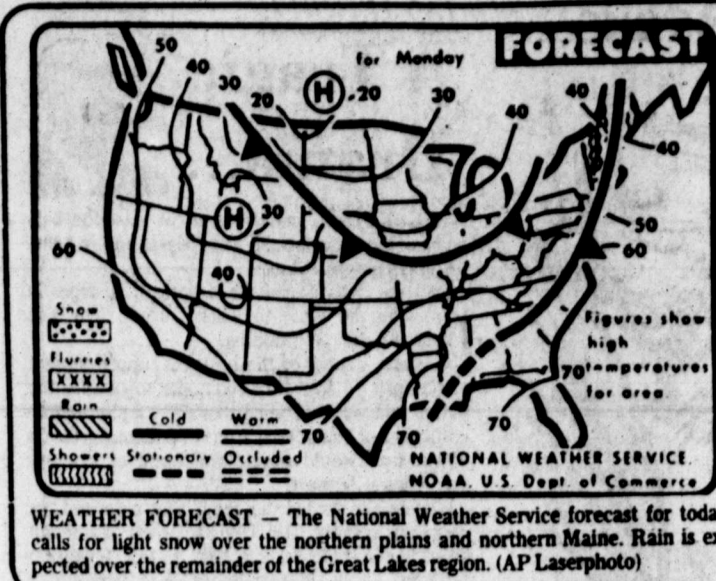 FORECAST
for Monday
50
40
30
20
H
20
30
40
40
40
H
30
50
60
60
40
Snow
Flurries
Rain
Showers
Cold
Warm
Stationary
Occluded
70
70
70
70
Figures show
high
temperatures
for area.
NATIONAL WEATHER SERVICE.
NOAA, U.S. Dept. of Commerce
WEATHER FORECAST — The National Weather Service forecast for toda
calls for light snow over the northern plains and northern Maine. Rain is ex
pected over the remainder of the Great Lakes region. (AP Laserphoto)